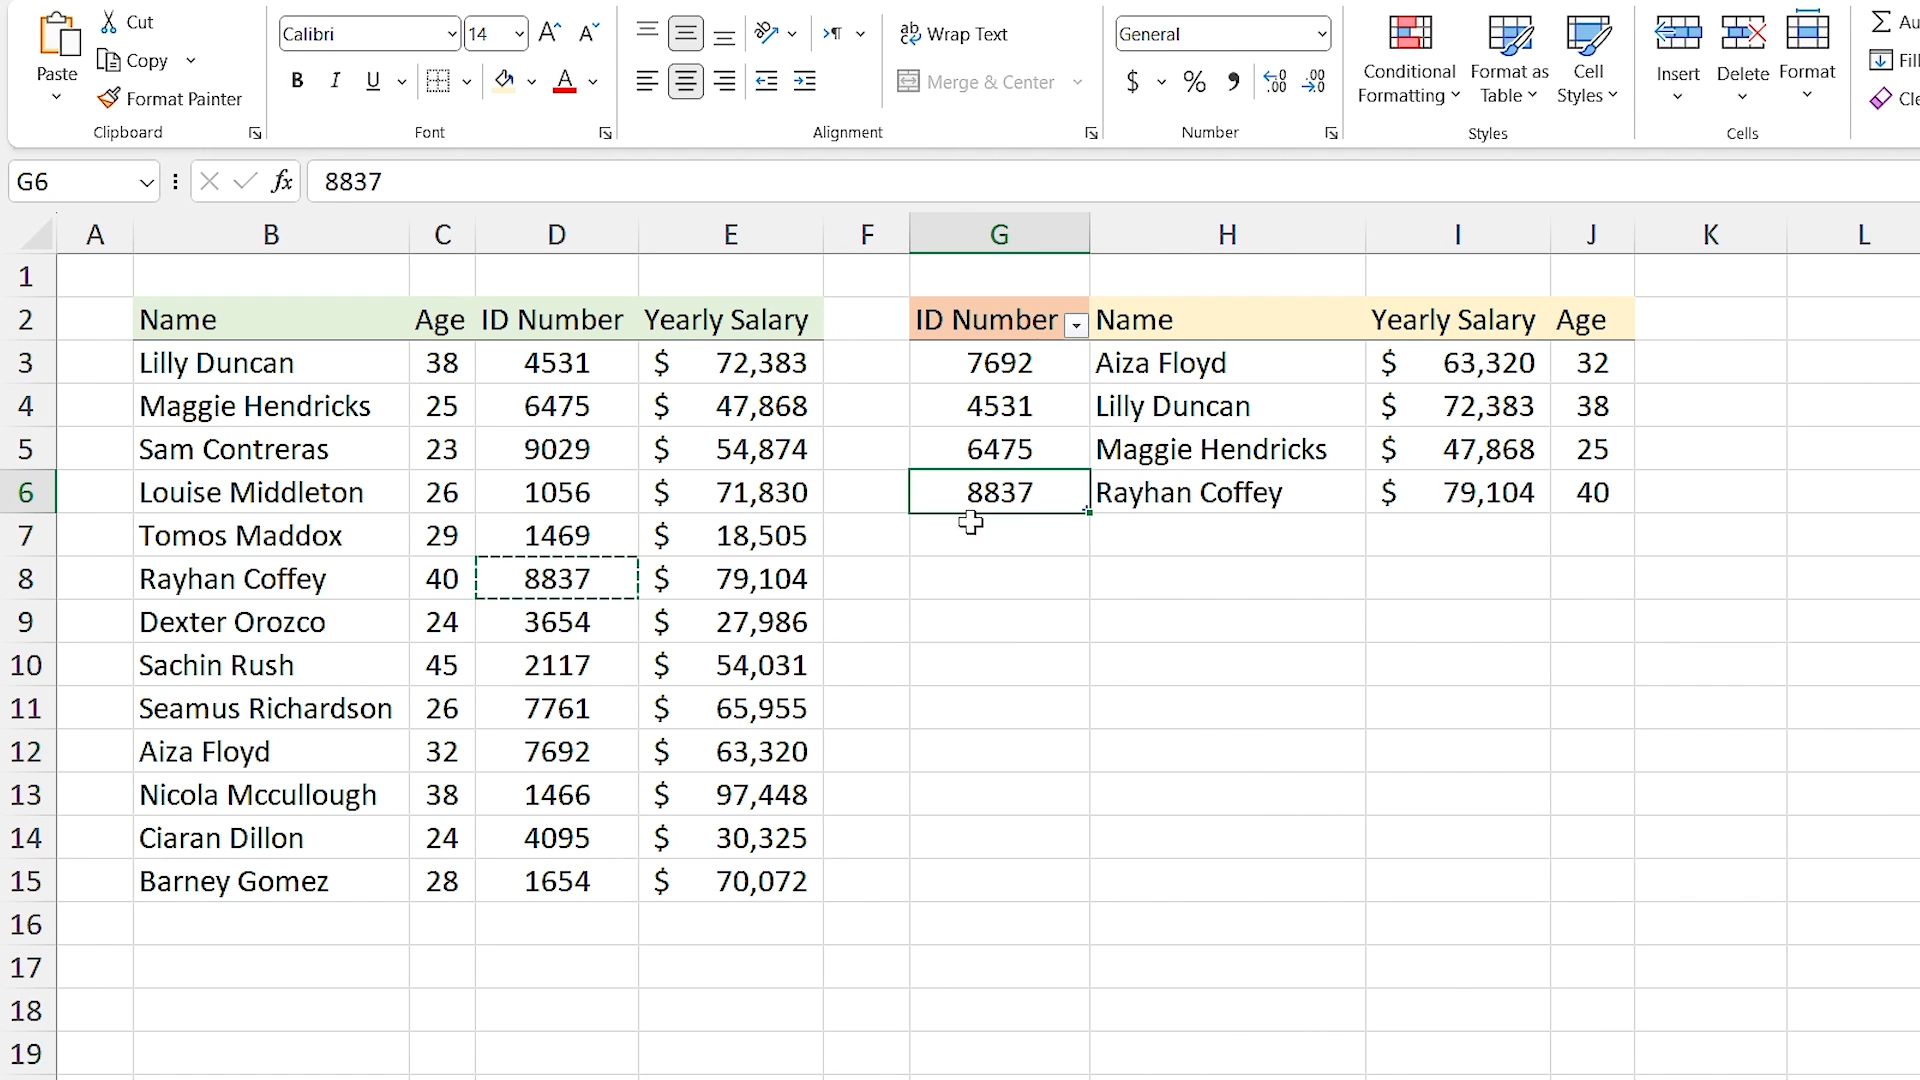 Paste
Cut
Copy
Format Painter
Clipboard
Calibri 14
B I U
Font
Wrap Text
Merge & Center
Alignment
General
$ % ,
Number
Conditional Formatting
Format as Table
Cell Styles
Styles
Insert
Delete
Format
Cells
G6 fx 8837
A B C D E F G H I J K L
1
2 Name Age ID Number Yearly Salary ID Number Name Yearly Salary Age
3 Lilly Duncan 38 4531 $ 72,383 7692 Aiza Floyd $ 63,320 32
4 Maggie Hendricks 25 6475 $ 47,868 4531 Lilly Duncan $ 72,383 38
5 Sam Contreras 23 9029 $ 54,874 6475 Maggie Hendricks $ 47,868 25
6 Louise Middleton 26 1056 $ 71,830 8837 Rayhan Coffey $ 79,104 40
7 Tomos Maddox 29 1469 $ 18,505
8 Rayhan Coffey 40 8837 $ 79,104
9 Dexter Orozco 24 3654 $ 27,986
10 Sachin Rush 45 2117 $ 54,031
11 Seamus Richardson 26 7761 $ 65,955
12 Aiza Floyd 32 7692 $ 63,320
13 Nicola Mccullough 38 1466 $ 97,448
14 Ciaran Dillon 24 4095 $ 30,325
15 Barney Gomez 28 1654 $ 70,072
16
17
18
19